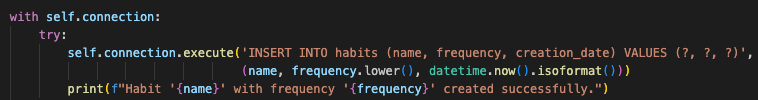 with self.connection:
try:
self.connection.execute('INSERT INTO habits (name, frequency, creation_date) VALUES (?, ?, ?)',
(name, frequency.lower(), datetime.now().isoformat()))
print(f"Habit '{name}' with frequency '{frequency}' created successfully.")